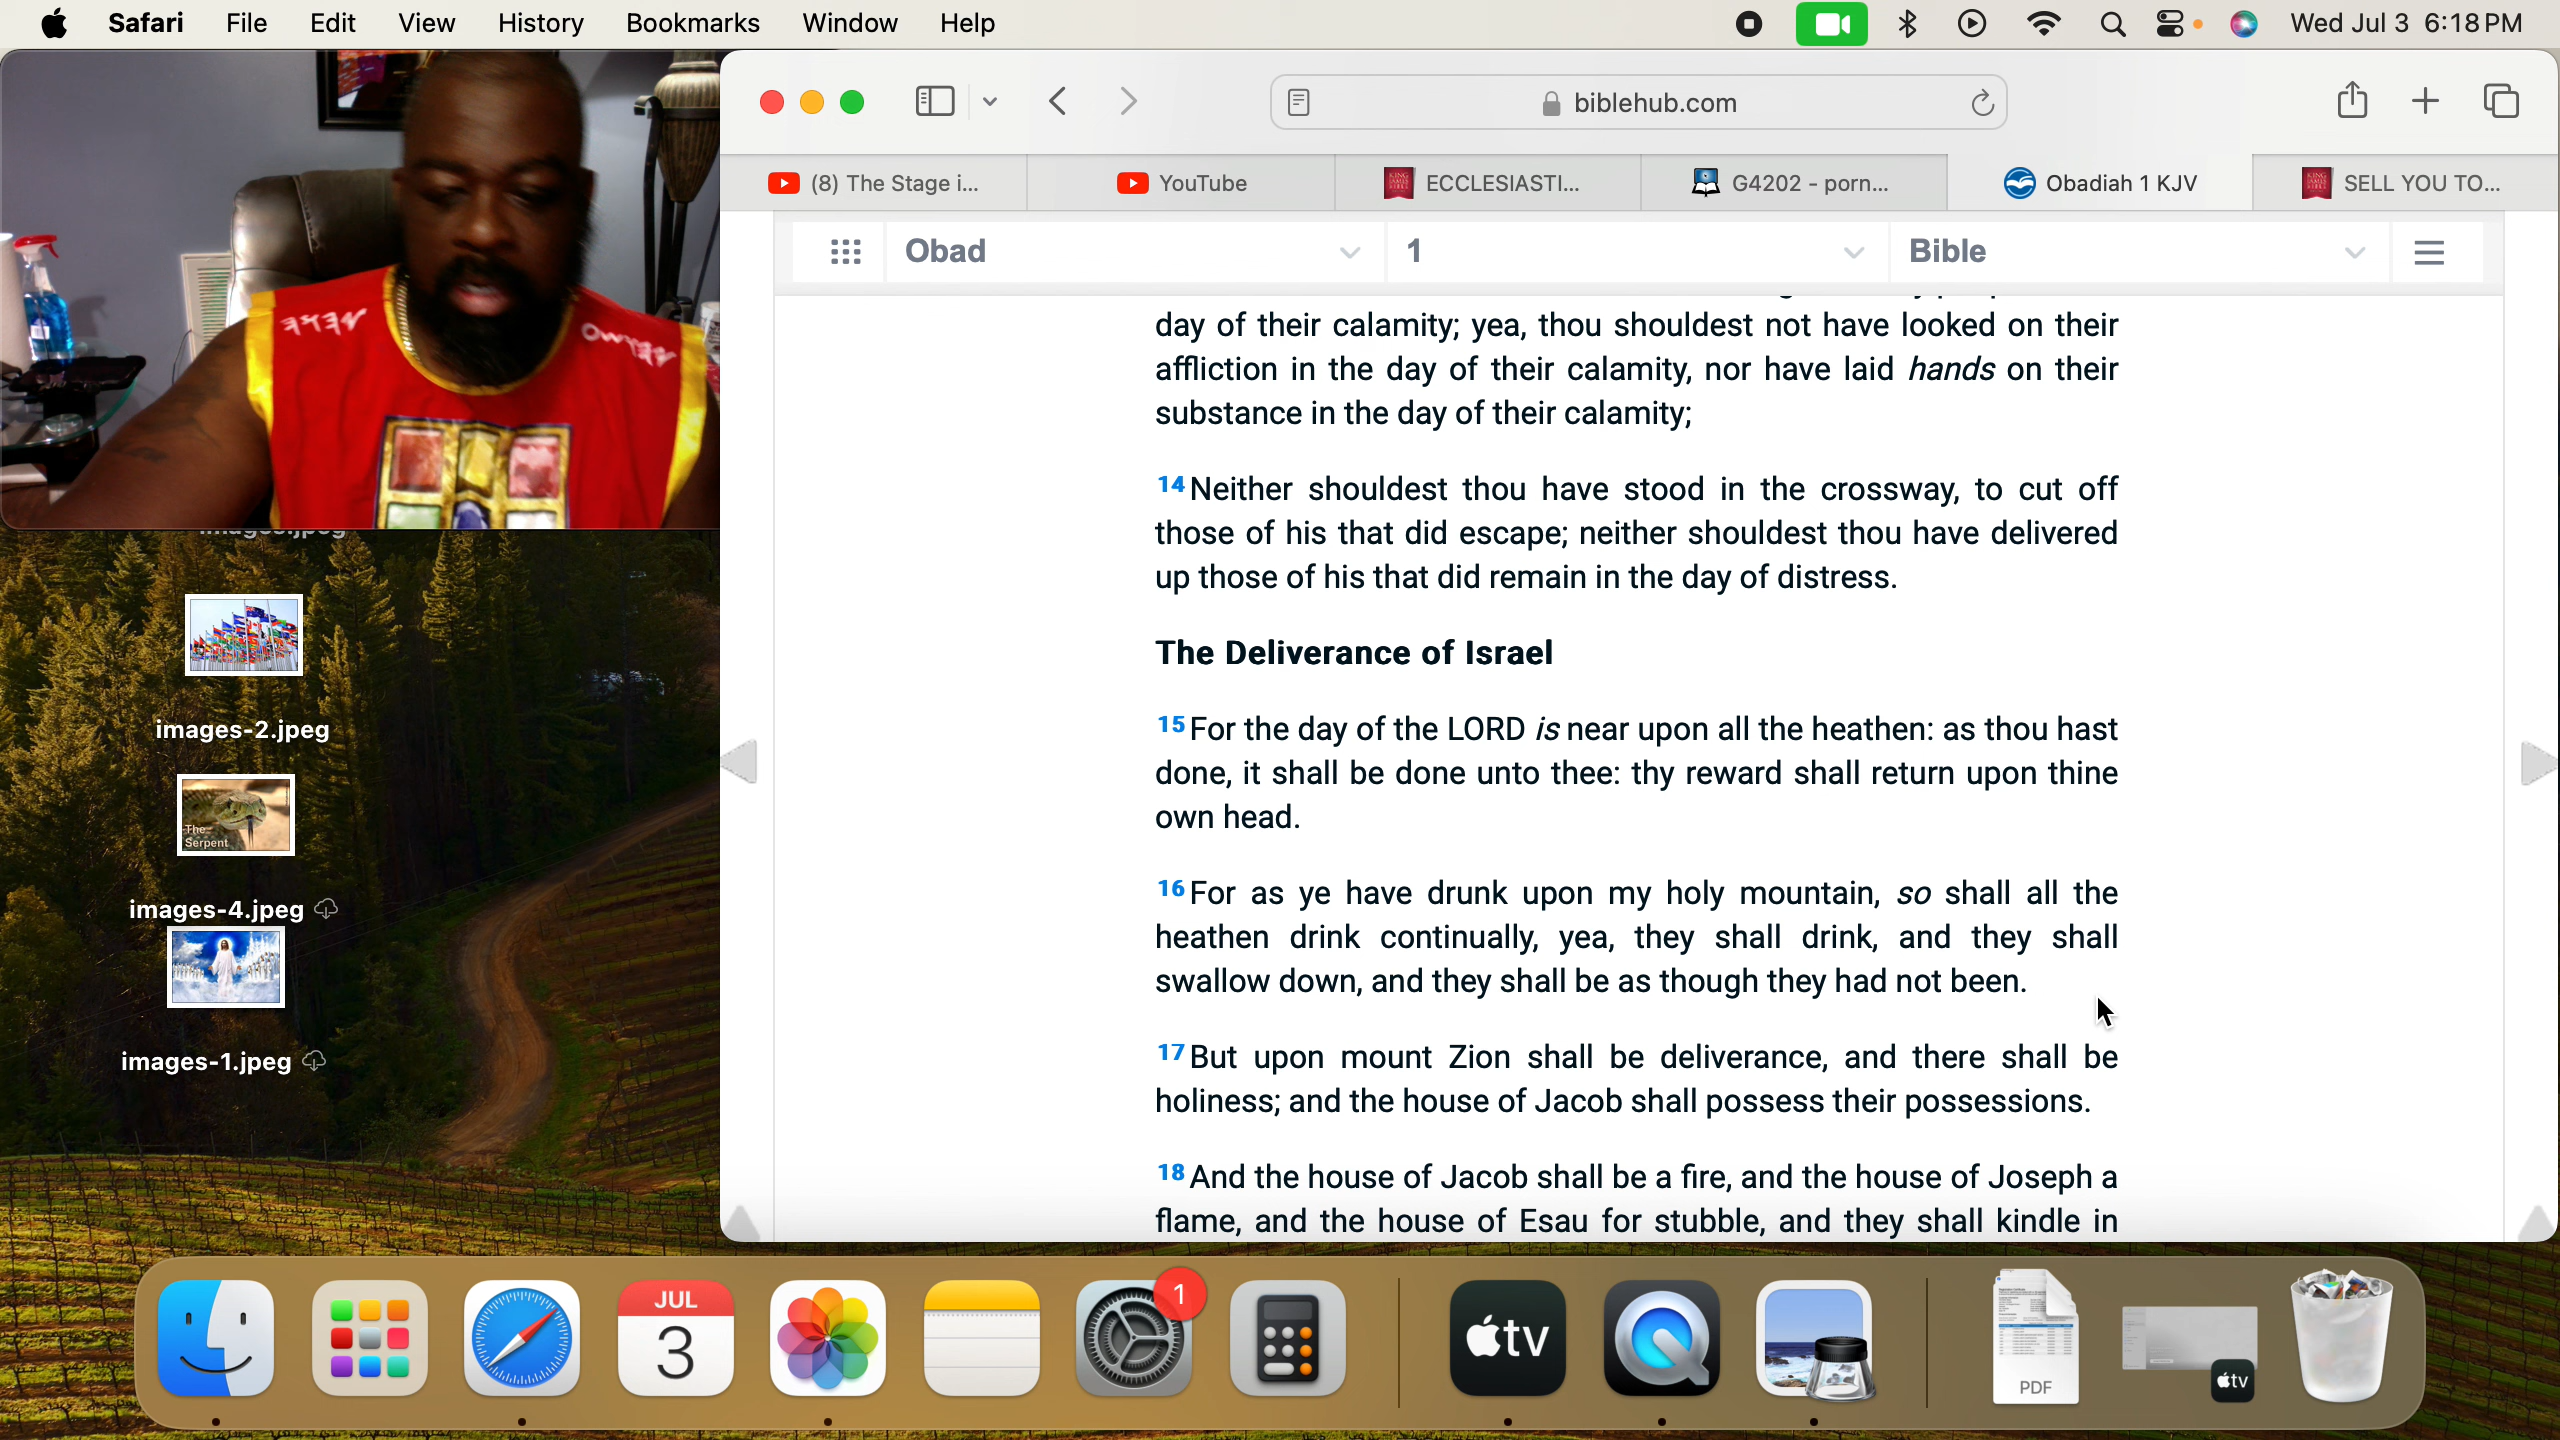 Safari File Edit View History Bookmarks Window Help Wed Jul 3 6:18 PM
biblehub.com
(8) The Stage i... YouTube ECCLESIASTI... G4202 - porn... Obadiah 1 KJV SELL YOU TO...
Obad 1 Bible
day of their calamity; yea, thou shouldest not have looked on their
affliction in the day of their calamity, nor have laid hands on their
substance in the day of their calamity;
14 Neither shouldest thou have stood in the crossway, to cut off
those of his that did escape; neither shouldest thou have delivered
up those of his that did remain in the day of distress.
The Deliverance of Israel
15 For the day of the LORD is near upon all the heathen: as thou hast
done, it shall be done unto thee: thy reward shall return upon thine
own head.
16 For as ye have drunk upon my holy mountain, so shall all the
heathen drink continually, yea, they shall drink, and they shall
swallow down, and they shall be as though they had not been.
17 But upon mount Zion shall be deliverance, and there shall be
holiness; and the house of Jacob shall possess their possessions.
18 And the house of Jacob shall be a fire, and the house of Joseph a
flame, and the house of Esau for stubble, and they shall kindle in
images.jpeg
images-2.jpeg
The
Serpent
images-4.jpeg
images-1.jpeg
JUL
3
1
tv
PDF
tv